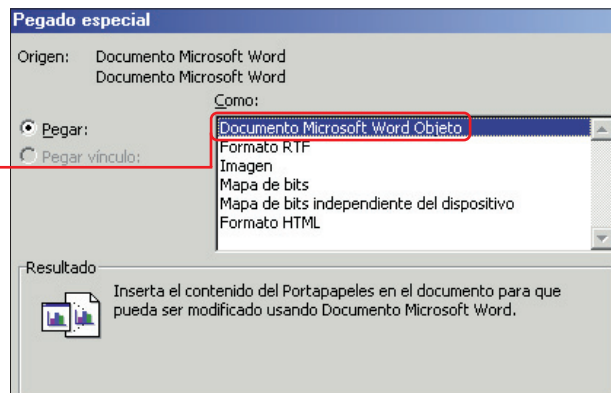 Pegado especial
Origen: Documento Microsoft Word
Documento Microsoft Word
Como:
Pegar:
Pegar vínculo:
Documento Microsoft Word Objeto
Formato RTF
Imagen
Mapa de bits
Mapa de bits independiente del dispositivo
Formato HTML
Resultado
Inserta el contenido del Portapapeles en el documento para que
pueda ser modificado usando Documento Microsoft Word.